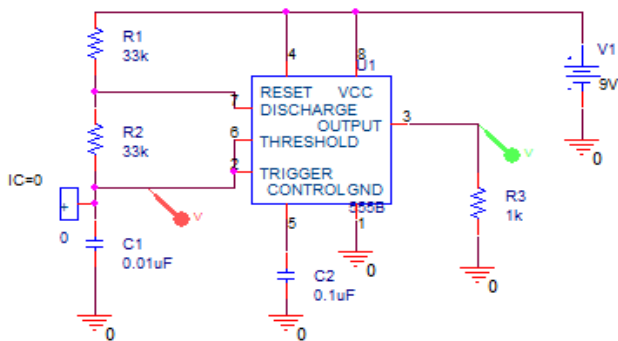 R1
33k
4
8
U1
V1
9V
0
7
RESET VCC
DISCHARGE
OUTPUT
3
V
6
THRESHOLD
R2
33k
2
TRIGGER
CONTROL GND
555B
IC=0
+
0
V
5
1
0
R3
1k
0
C1
0.01uF
0
C2
0.1uF
0